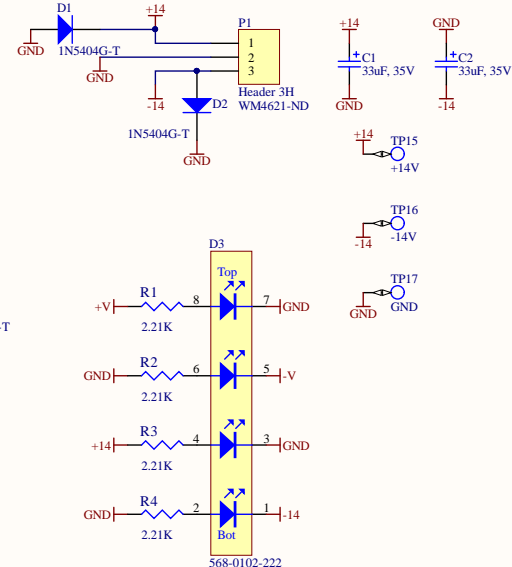 D1
+14
P1
GND
1N5404G-T
1
2
3
GND
-14
D2
Header 3H
WM4621-ND
1N5404G-T
GND
+14
C1
33uF, 35V
GND
GND
C2
33uF, 35V
-14
+14
TP15
+14V
TP16
-14V
-14
TP17
GND
GND
D3
Top
+V
R1
8
7
GND
2.21K
-T
GND
R2
6
5
-V
2.21K
+14
R3
4
3
GND
2.21K
GND
R4
2
1
-14
2.21K
Bot
568-0102-222